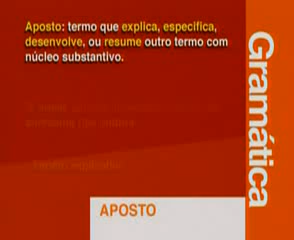 Aposto: termo que explica, especifica,
desenvolve, ou resume outro termo com
núcleo substantivo.
Gramática
APOSTO